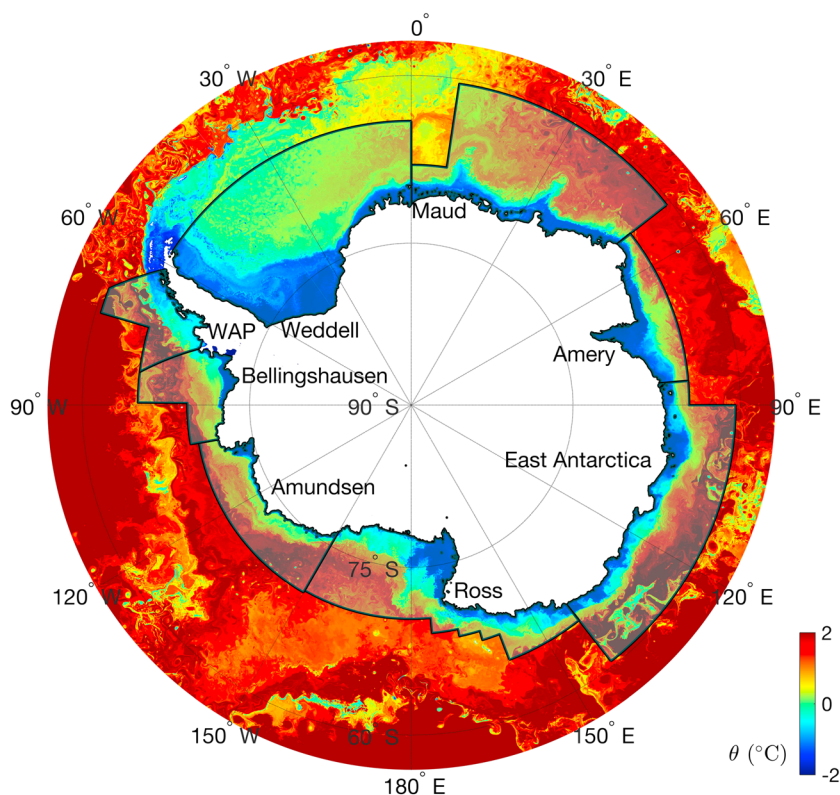 0°
30° W
30° E
60° W
60° E
Maud
WAP
Weddell
Amery
Bellingshausen
90° W
90° S
90° E
East Antarctica
Amundsen
75° S
Ross
120° W
120° E
150° W
60° S
150° E
180° E
2
0
-2
θ (°C)